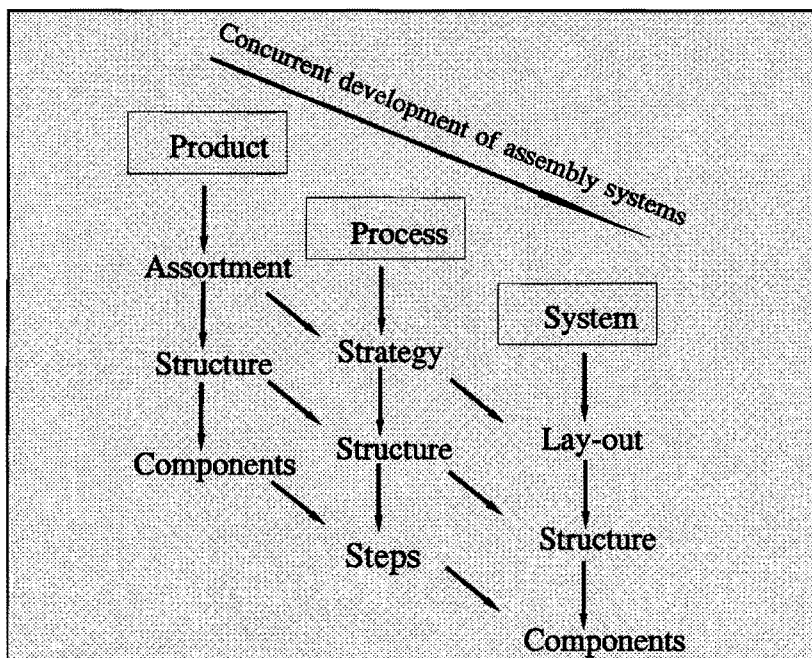 Concurrent development of assembly systems
Product
Process
Assortment
System
Structure
Strategy
Lay-out
Components
Structure
Structure
Steps
Components